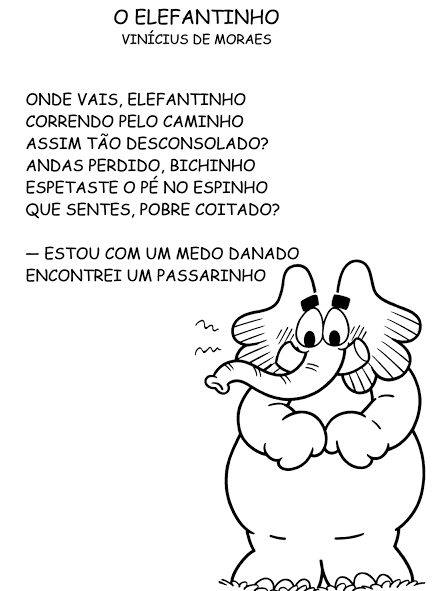 O ELEFANTINHO
VINÍCIUS DE MORAES
ONDE VAIS, ELEFANTINHO
CORRENDO PELO CAMINHO
ASSIM TÃO DESCONSOLADO?
ANDAS PERDIDO, BICHINHO
ESPETASTE O PÉ NO ESPINHO
QUE SENTES, POBRE COITADO?
— ESTOU COM UM MEDO DANADO
ENCONTREI UM PASSARINHO